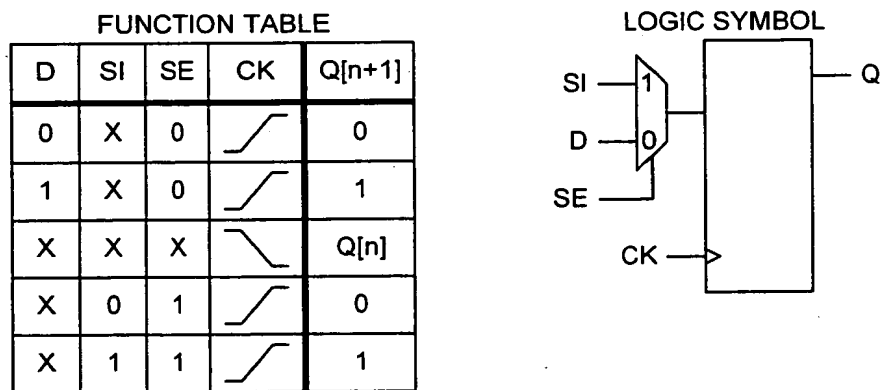 FUNCTION TABLE
D SI SE CK Q[n+1]
0 X 0 0
1 X 0 1
X X X Q[n]
X 0 1 0
X 1 1 1
LOGIC SYMBOL
SI 1
D 0
SE
CK
Q